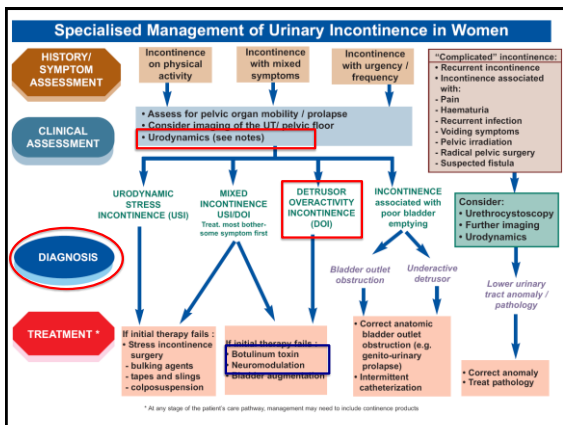 Specialised Management of Urinary Incontinence in Women
HISTORY/
SYMPTOM
ASSESSMENT
Incontinence
on physical
activity
Incontinence
with mixed
symptoms
Incontinence
with urgency /
frequency
"Complicated" incontinence:
• Recurrent incontinence
• Incontinence associated
with:
• Pain
• Haematuria
• Recurrent infection
• Voiding symptoms
• Pelvic irradiation
• Radical pelvic surgery
• Suspected fistula
CLINICAL
ASSESSMENT
• Assess for pelvic organ mobility / prolapse
• Consider imaging of the UT/ pelvic floor
• Urodynamics (see notes)
URODYNAMIC
STRESS
INCONTINENCE (USI)
MIXED
INCONTINENCE
USI/DOI
Treat. most bother-
some symptom first
DETRUSOR
OVERACTIVITY
INCONTINENCE
(DOI)
INCONTINENCE
associated with
poor bladder
emptying
Consider:
• Urethrocystoscopy
• Further imaging
• Urodynamics
DIAGNOSIS
Bladder outlet
obstruction
Underactive
detrusor
Lower urinary
tract anomaly /
pathology
TREATMENT *
If initial therapy fails :
• Stress incontinence
surgery
- bulking agents
- tapes and slings
- colposuspension
If initial therapy fails :
• Botulinum toxin
• Neuromodulation
• Bladder augmentation
• Correct anatomic
bladder outlet
obstruction (e.g.
genito-urinary
prolapse)
• Intermittent
catheterization
• Correct anomaly
• Treat pathology
* At any stage of the patient's care pathway, management may need to include continence products